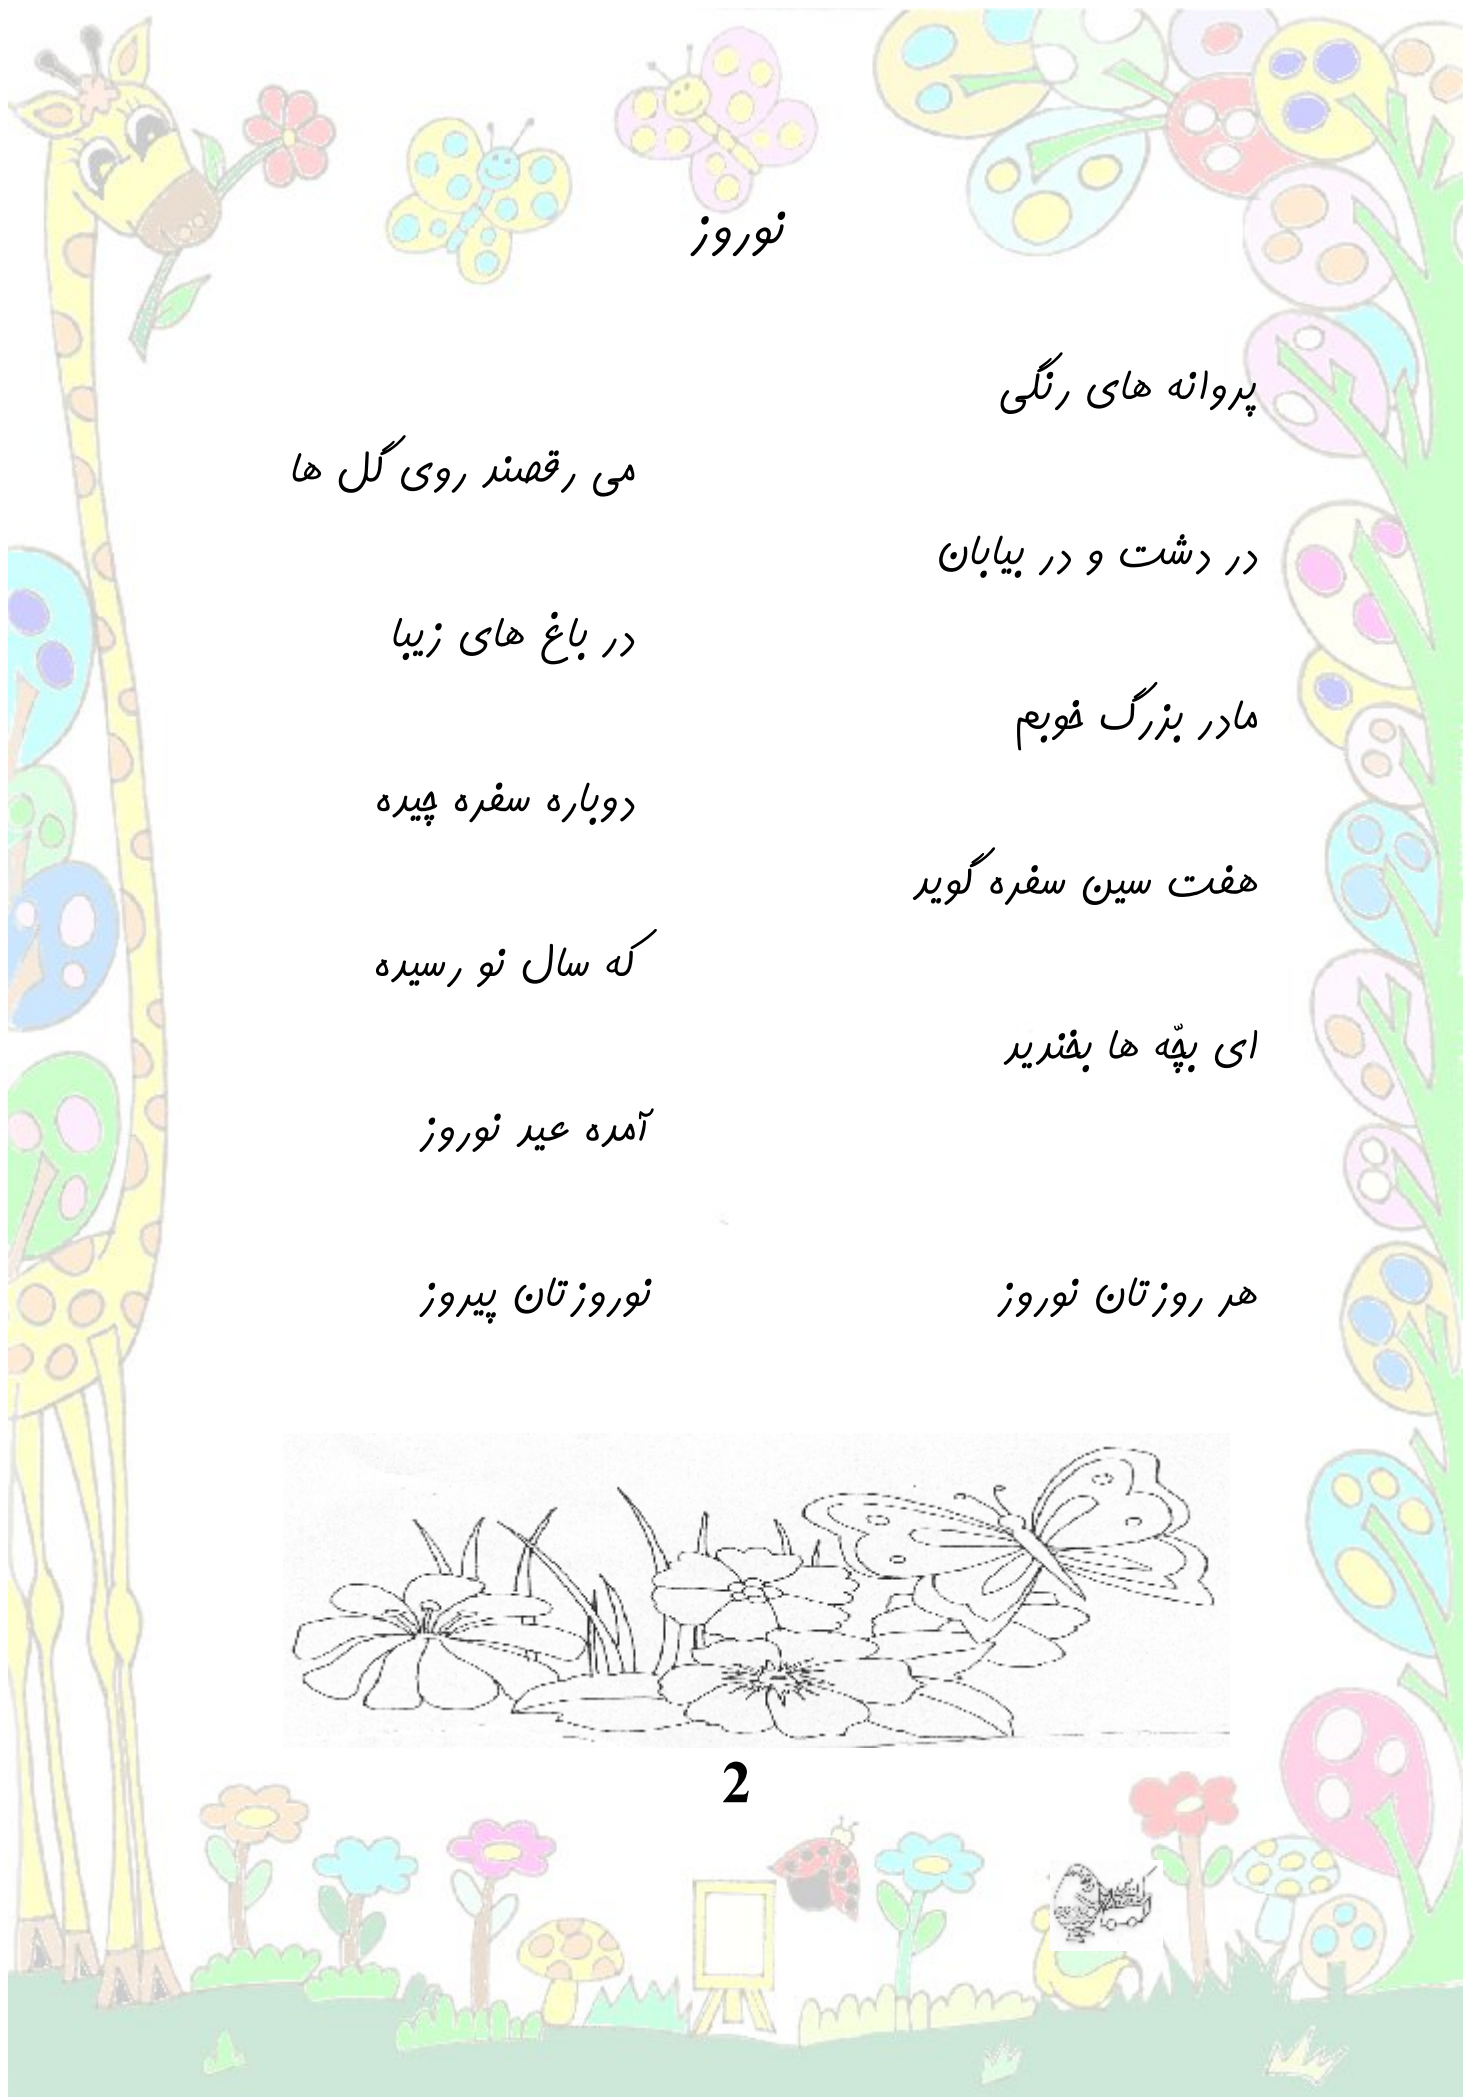 نوروز
پروانه های رنگی
می رقصند روی گل ها
در دشت و در بیابان
در باغ های زیبا
مادر بزرگ خوبم
دوباره سفره چیده
هفت سین سفره گوید
که سال نو رسیده
ای بچّه ها بخندید
آمده عید نوروز
هر روزتان نوروز نوروزتان پیروز
2